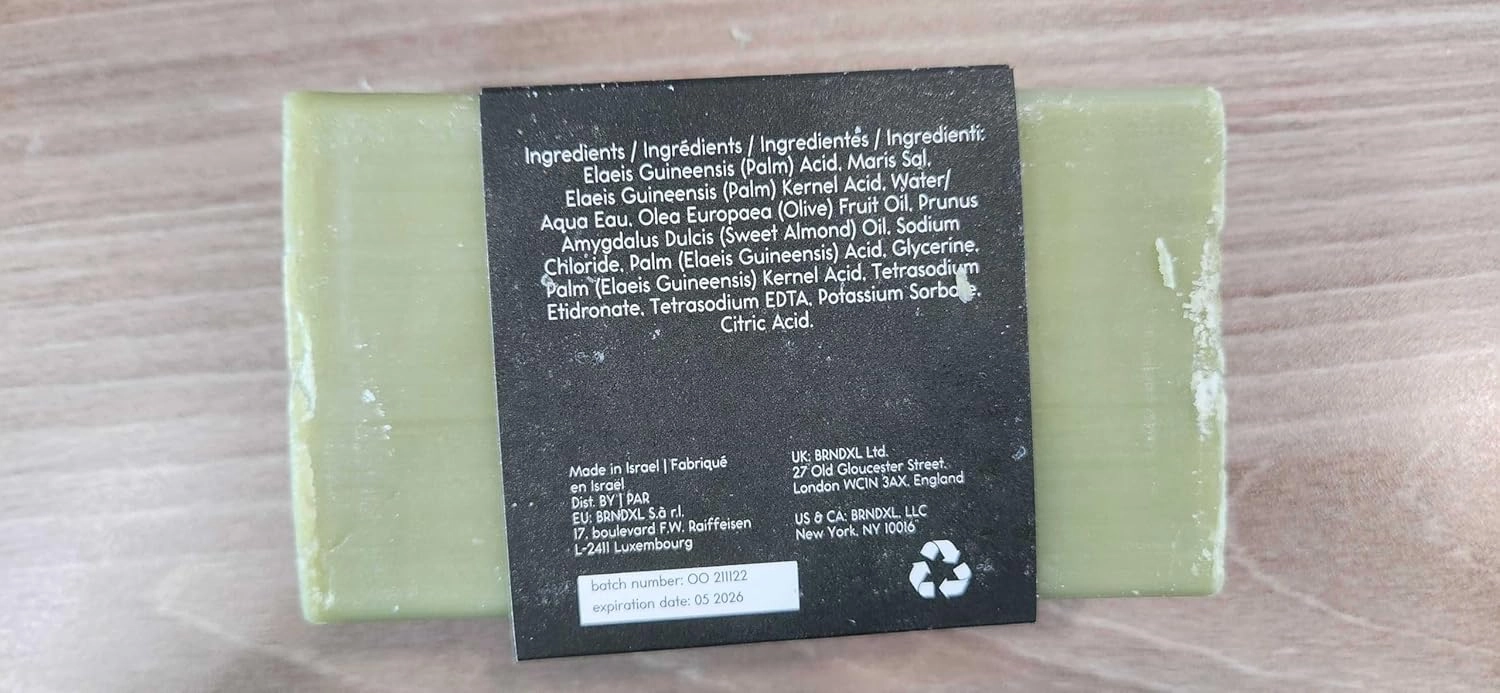 Ingredients / Ingrédients / Ingredientes / Ingredienti:
Elaeis Guineensis (Palm) Acid, Maris Sal,
Elaeis Guineensis (Palm) Kernel Acid, Water/
Aqua Eau, Olea Europaea (Olive) Fruit Oil, Prunus
Amygdalus Dulcis (Sweet Almond) Oil, Sodium
Chloride, Palm (Elaeis Guineensis) Acid, Glycerine,
Palm (Elaeis Guineensis) Kernel Acid, Tetrasodium
Etidronate, Tetrasodium EDTA, Potassium Sorbate,
Citric Acid.
Made in Israel | Fabriqué
en Israël
Dist. BY | PAR
EU: BRNDXL S.à r.l.
17, boulevard F.W. Raiffeisen
L-2411 Luxembourg
UK: BRNDXL Ltd.
27 Old Gloucester Street,
London WC1N 3AX, England
US & CA: BRNDXL, LLC
New York, NY 10016
batch number: OO 211122
expiration date: 05 2026